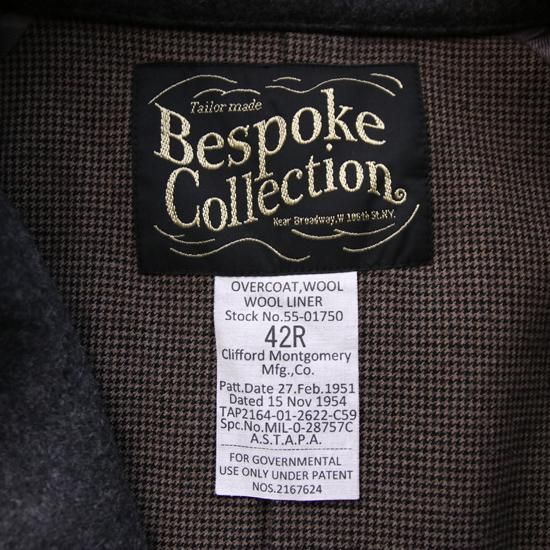 Tailor made
Bespoke
Collection
Near Broadway,W 105th St.NY.
OVERCOAT,WOOL
WOOL LINER
Stock No.55-01750
42R
Clifford Montgomery
Mfg.,Co.
Patt.Date 27.Feb.1951
Dated 15 Nov 1954
TAP2164-01-2622-C59
Spc.No.MIL-0-28757C
A.S.T.A.P.A.
FOR GOVERNMENTAL
USE ONLY UNDER PATENT
NOS.2167624